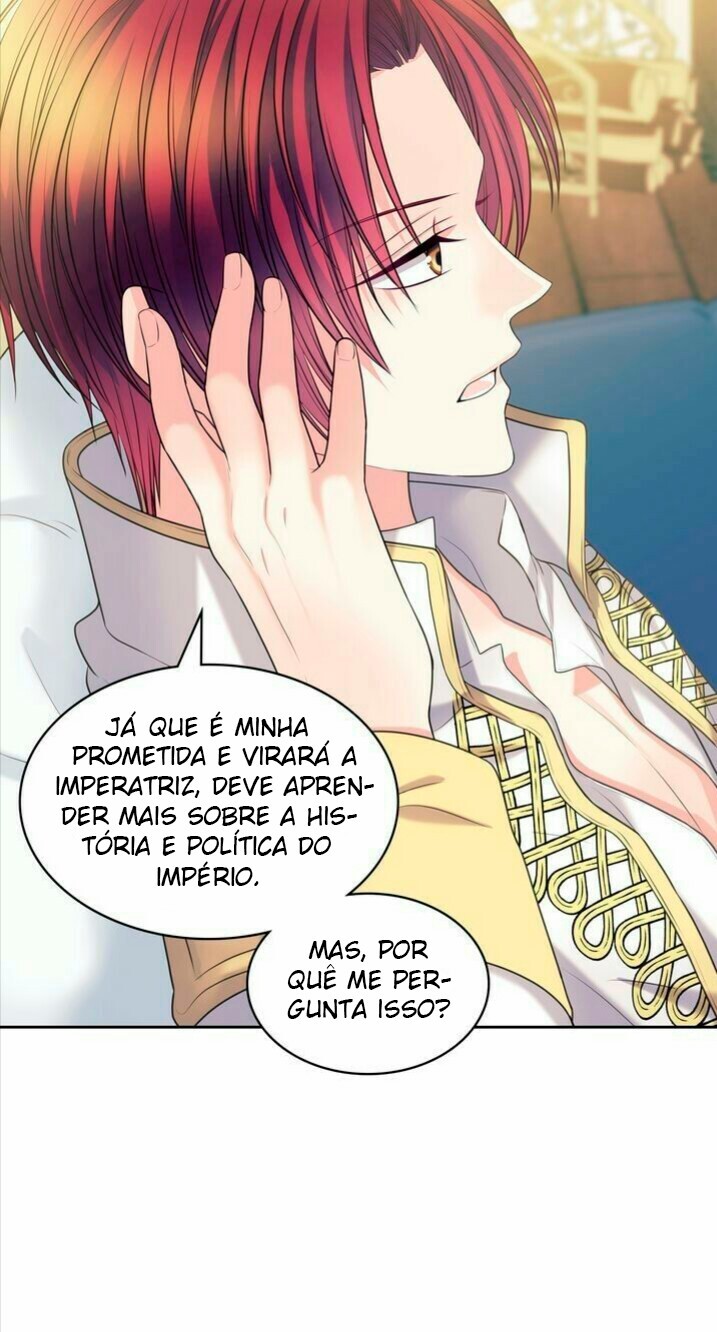 JÁ QUE É MINHA
PROMETIDA E VIRARÁ A
IMPERATRIZ, DEVE APREN-
DER MAIS SOBRE A HIS-
TÓRIA E POLÍTICA DO
IMPÉRIO.
MAS, POR
QUÊ ME PER-
GUNTA ISSO?